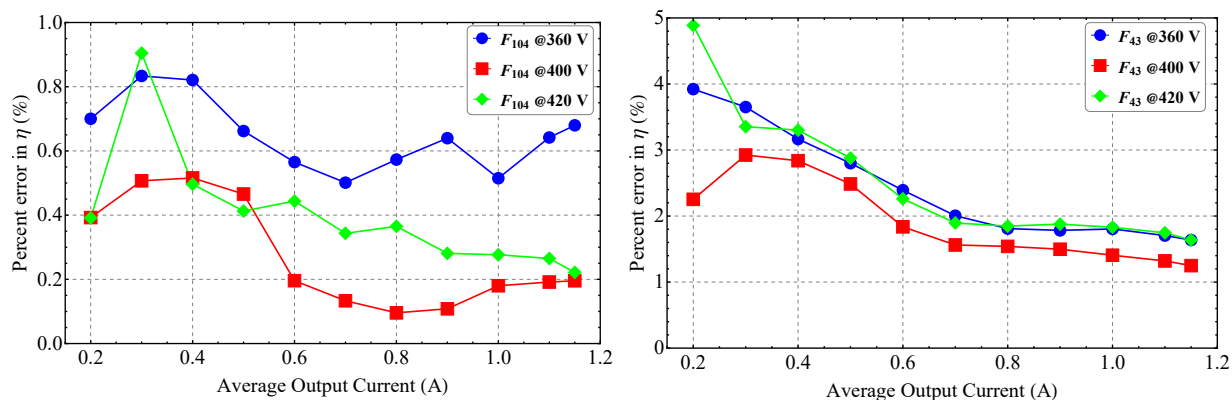 Percent error in η (%)
1.0
0.8
0.6
0.4
0.2
0.0
F104 @360 V
F104 @400 V
F104 @420 V
0.2 0.4 0.6 0.8 1.0 1.2
Average Output Current (A)
Percent error in η (%)
5
4
3
2
1
0
F43 @360 V
F43 @400 V
F43 @420 V
0.2 0.4 0.6 0.8 1.0 1.2
Average Output Current (A)